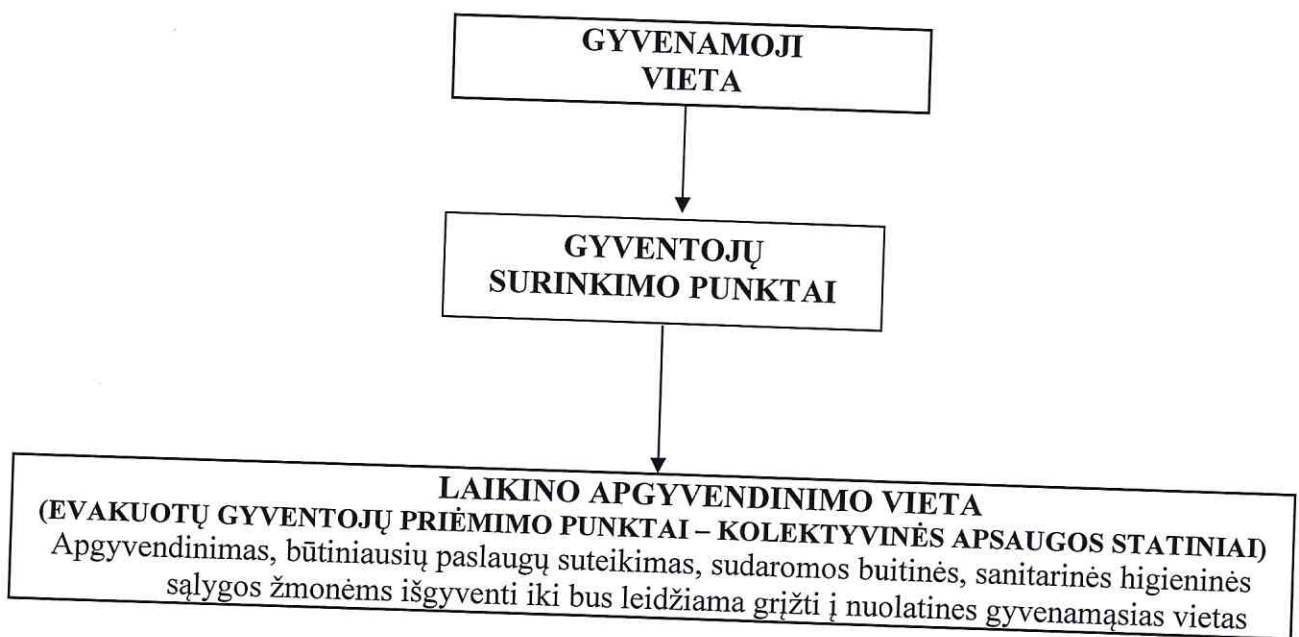 GYVENAMOJI
VIETA
GYVENTOJŲ
SURINKIMO PUNKTAI
LAIKINO APGYVENDINIMO VIETA
(EVAKUOTŲ GYVENTOJŲ PRIĖMIMO PUNKTAI – KOLEKTYVINĖS APSAUGOS STATINIAI)
Apgyvendinimas, būtiniausių paslaugų suteikimas, sudaromos buitinės, sanitarinės higieninės
sąlygos žmonėms išgyventi iki bus leidžiama grįžti į nuolatines gyvenamąsias vietas